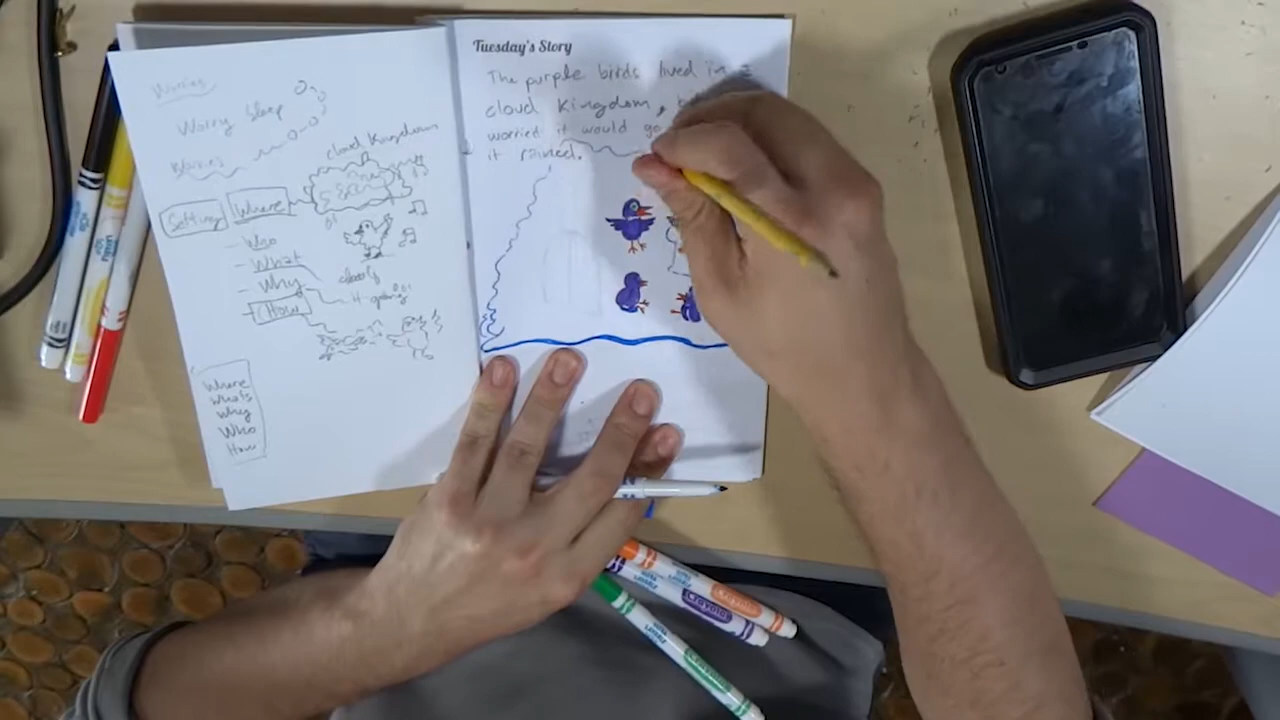 Worries
Worry Sleep
cloud Kingdom
Setting Where
- Who
- What
- Why
- How
Where
What's
Why
Who
How
Tuesday's Story
The purple birds lived in a
cloud Kingdom,
worried it would go
it rained.
Crayola
Crayola